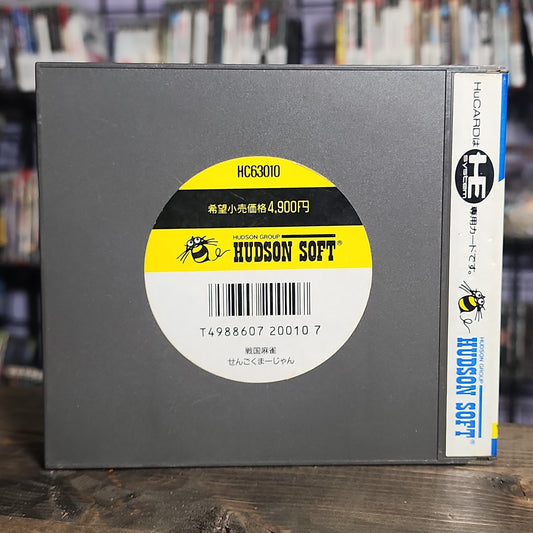 HC63010
希望小売価格4,900円
HUDSON GROUP
HUDSON SOFT®
T4988607 20010 7
戦国麻雀
せんごくまーじゃん
HuCARDは
HE
SYSTEM
専用カードです。
HUDSON GROUP
HUDSON SOFT®